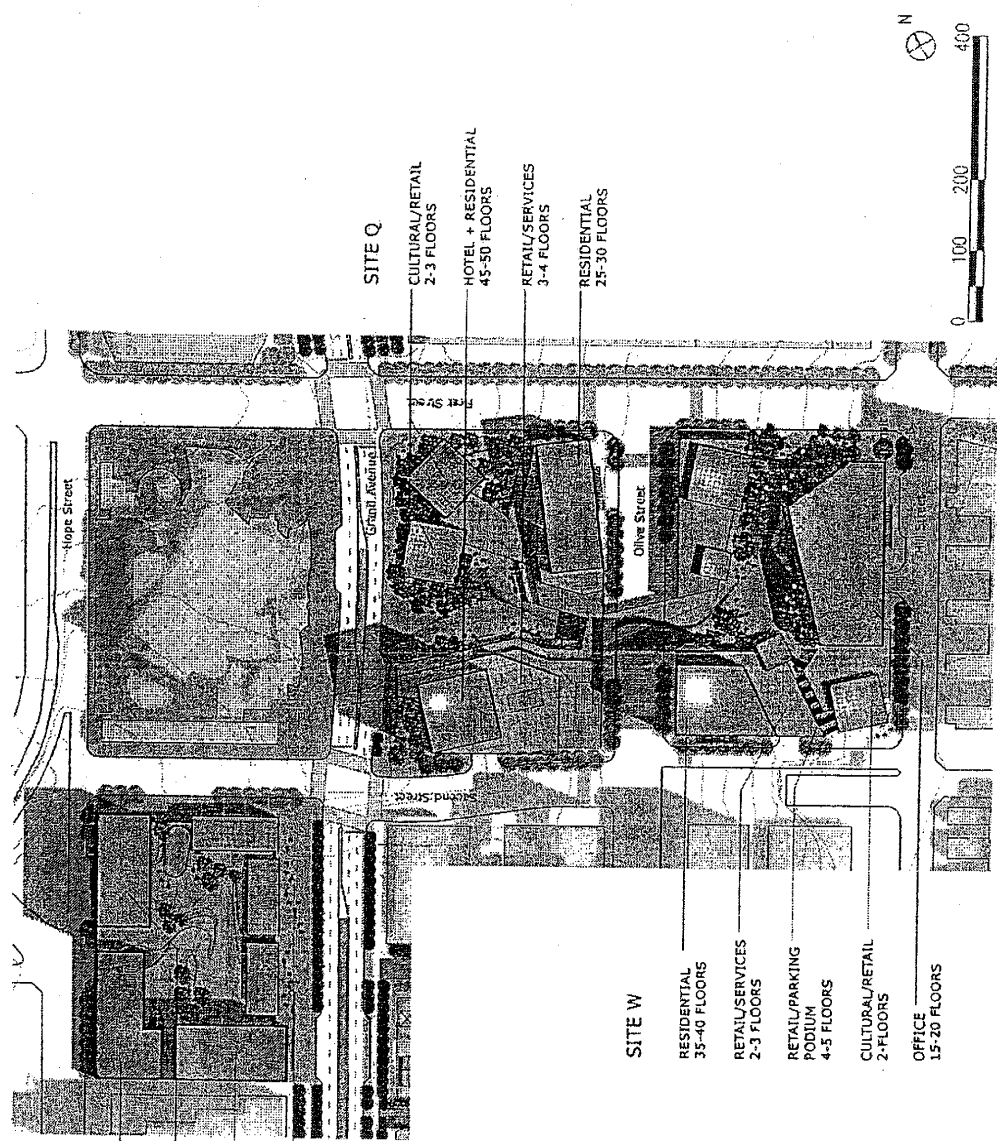 N
0 100 200 400
Hope Street
Grand Avenue
First Street
Second Street
Olive Street
Hill Street
SITE Q
CULTURAL/RETAIL
2-3 FLOORS
HOTEL + RESIDENTIAL
45-50 FLOORS
RETAIL/SERVICES
3-4 FLOORS
RESIDENTIAL
25-30 FLOORS
SITE W
RESIDENTIAL
35-40 FLOORS
RETAIL/SERVICES
2-3 FLOORS
RETAIL/PARKING
PODIUM
4-5 FLOORS
CULTURAL/RETAIL
2-FLOORS
OFFICE
15-20 FLOORS